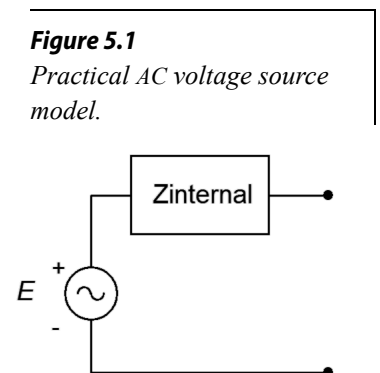 Figure 5.1
Practical AC voltage source
model.
Zinternal
+
E
-